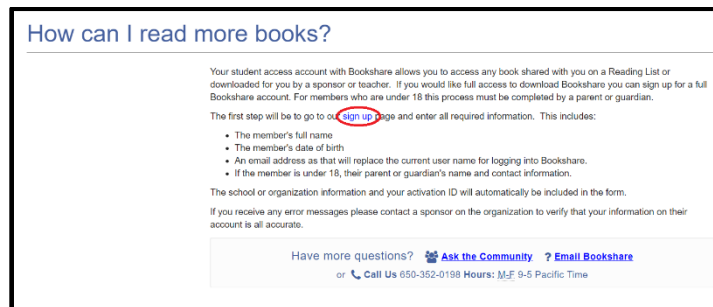 How can I read more books?
Your student access account with Bookshare allows you to access any book shared with you on a Reading List or
downloaded for you by a sponsor or teacher.  If you would like full access to download Bookshare you can sign up for a full
Bookshare account. For members who are under 18 this process must be completed by a parent or guardian.
The first step will be to go to our sign up page and enter all required information.  This includes:
• The member's full name
• The member's date of birth
• An email address as that will replace the current user name for logging into Bookshare.
• If the member is under 18, their parent or guardian's name and contact information.
The school or organization information and your activation ID will automatically be included in the form.
If you receive any error messages please contact a sponsor on the organization to verify that your information on their
account is all accurate.
Have more questions? Ask the Community ? Email Bookshare
or Call Us 650-352-0198 Hours: M-F 9-5 Pacific Time